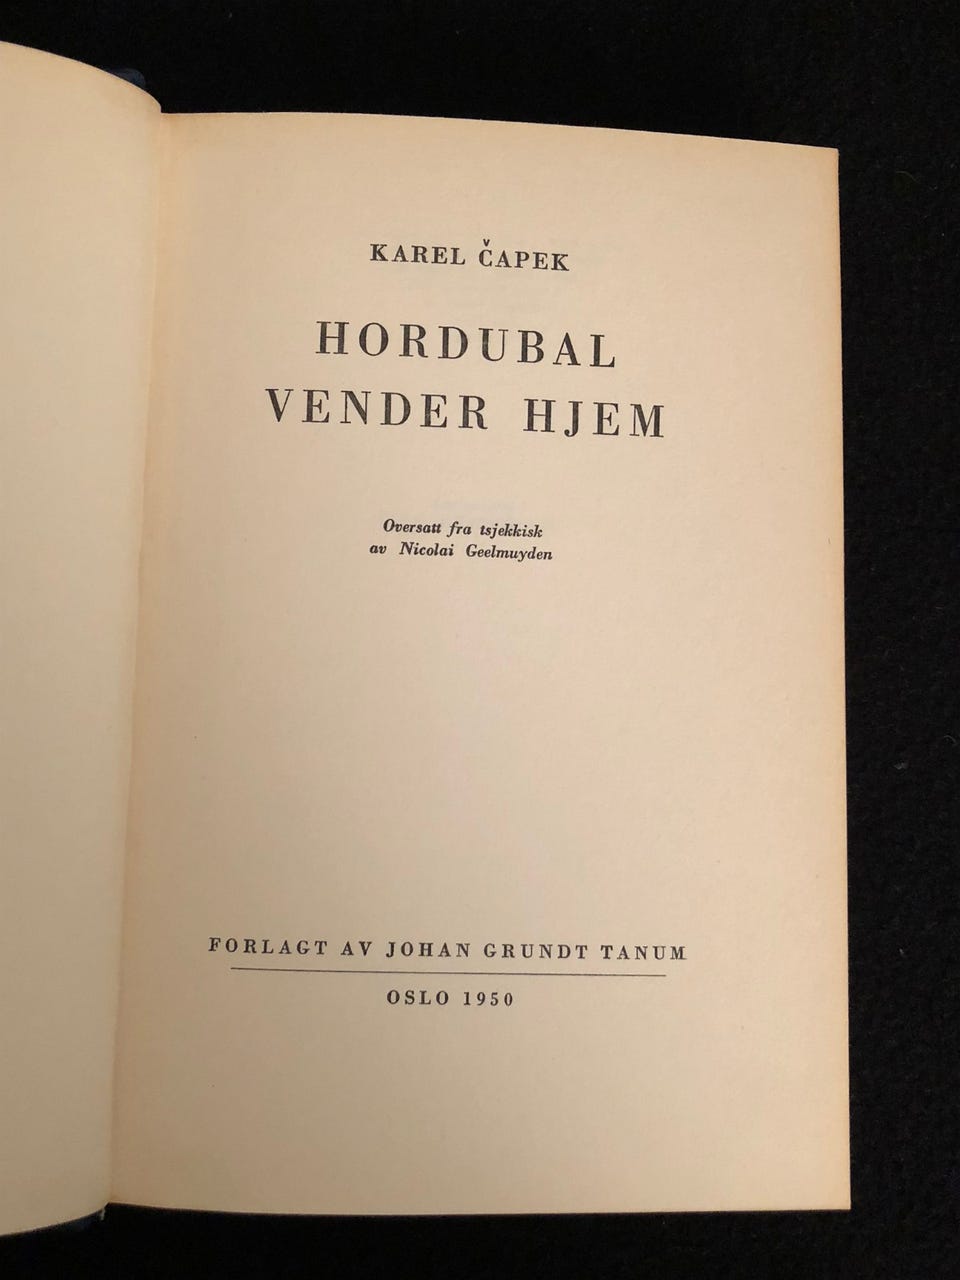 KAREL ČAPEK
HORDUBAL
VENDER HJEM
Oversatt fra tsjekkisk
av Nicolai Geelmuyden
FORLAGT AV JOHAN GRUNDT TANUM
OSLO 1950